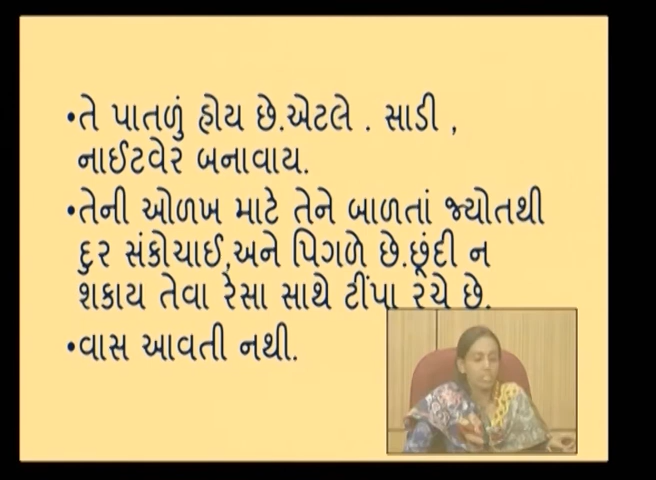 •તે પાતળું હોય છે.એટલે . સાડી ,
નાઈટવેર બનાવાય.
•તેની ઓળખ માટે તેને બાળતાં જ્યોતથી
દુર સંકોચાઈ,અને પિગળે છે.છૂંદી ન
શકાય તેવા રેસા સાથે ટીંપા રચે છે.
•વાસ આવતી નથી.